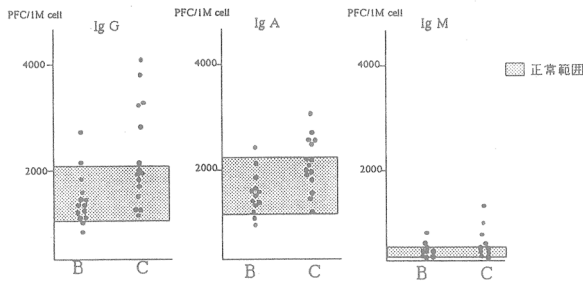 PFC/1M cell
Ig G
4000
2000
B C
PFC/1M cell
Ig A
4000
2000
B C
PFC/1M cell
Ig M
4000
2000
B C
正常範囲